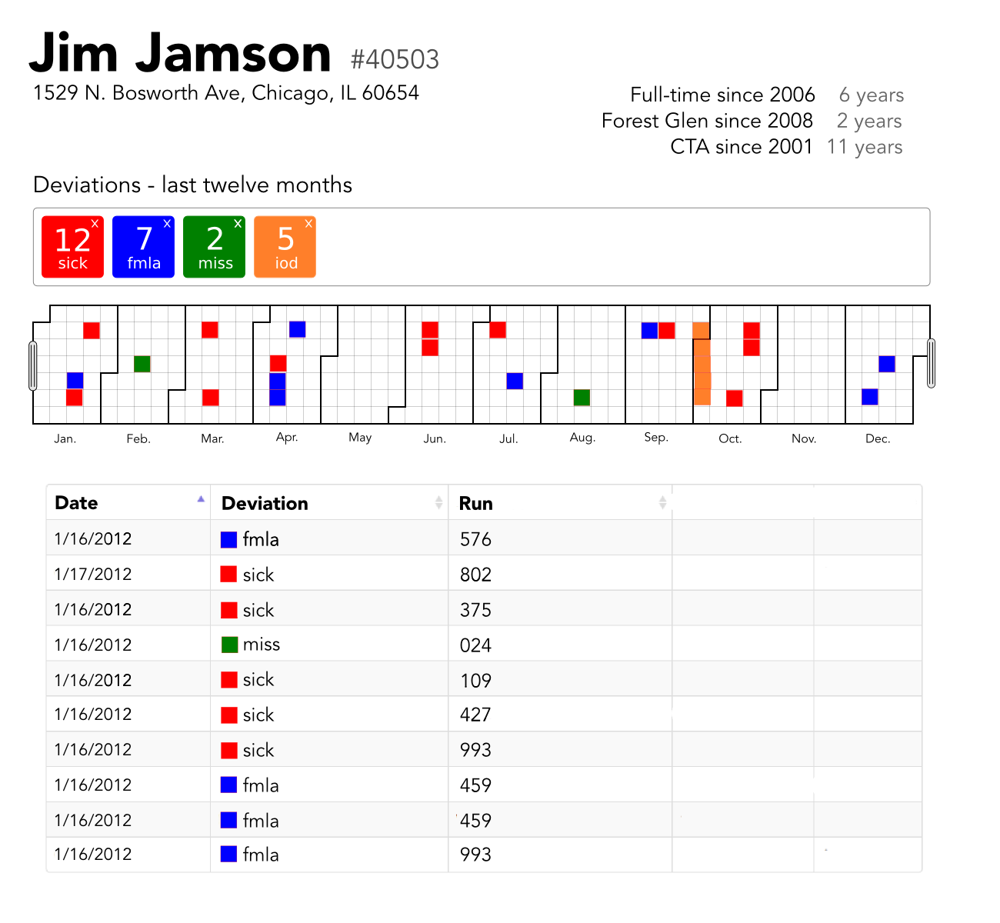 Jim Jamson #40503
1529 N. Bosworth Ave, Chicago, IL 60654
Full-time since 2006 6 years
Forest Glen since 2008 2 years
CTA since 2001 11 years
Deviations - last twelve months
x x x x
12 7 2 5
sick fmla miss iod
Jan. Feb. Mar. Apr. May Jun. Jul. Aug. Sep. Oct. Nov. Dec.
Date Deviation Run
1/16/2012 fmla 576
1/17/2012 sick 802
1/16/2012 sick 375
1/16/2012 miss 024
1/16/2012 sick 109
1/16/2012 sick 427
1/16/2012 sick 993
1/16/2012 fmla 459
1/16/2012 fmla 459
1/16/2012 fmla 993